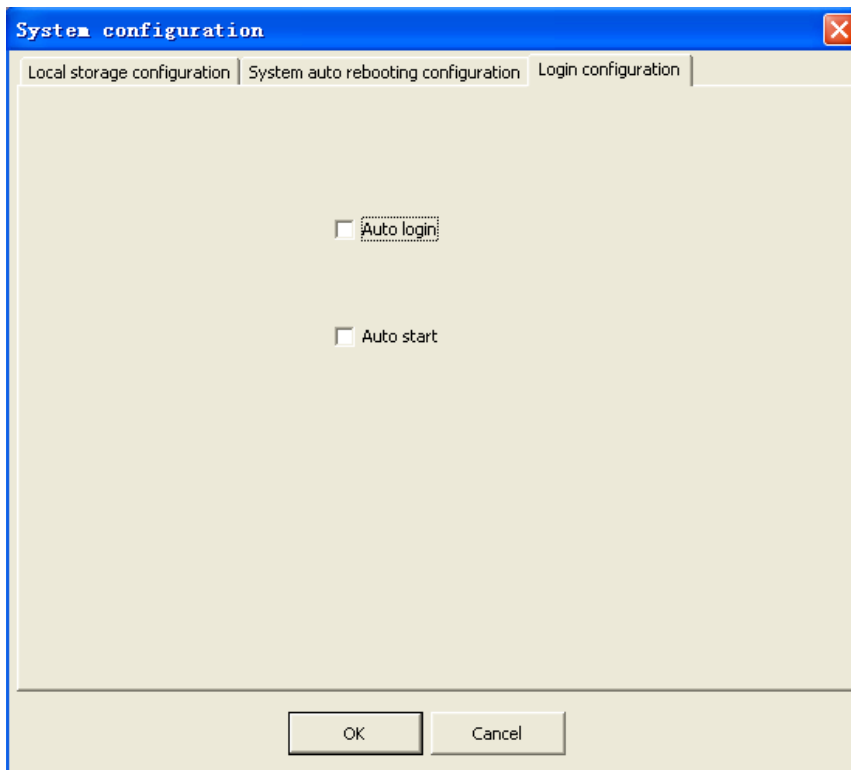 System configuration
Local storage configuration System auto rebooting configuration Login configuration
Auto login
Auto start
OK Cancel